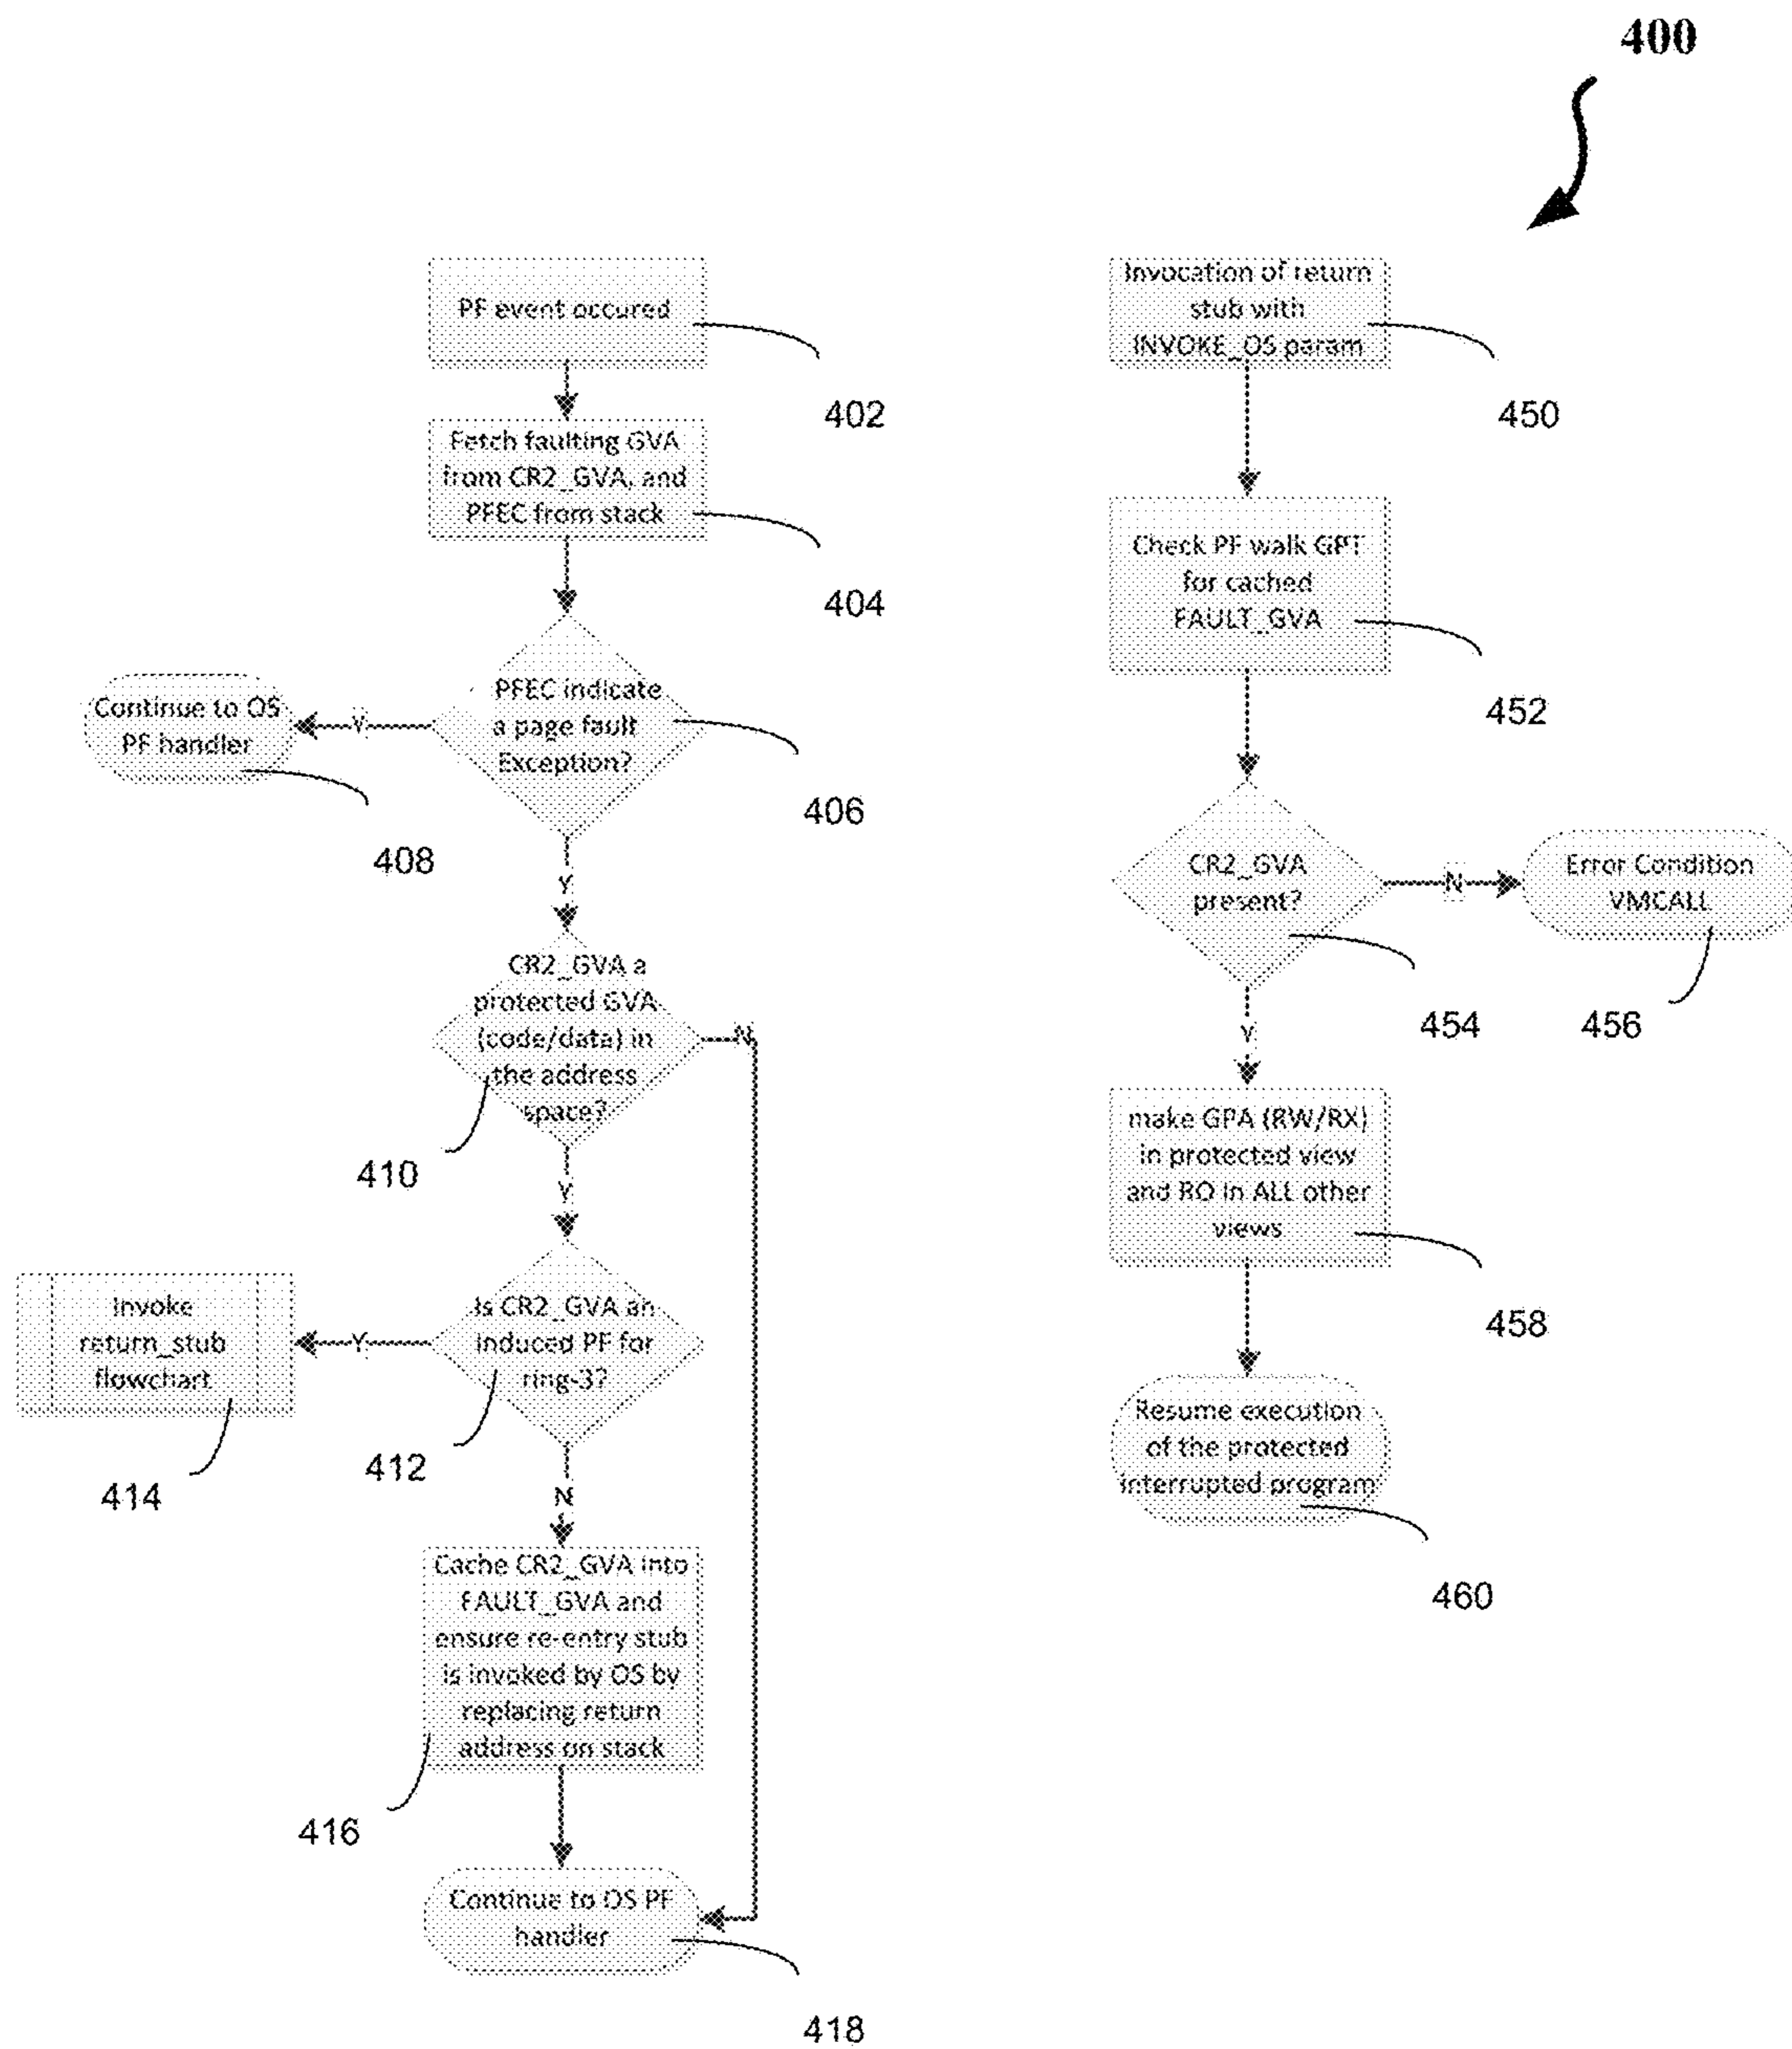 400
PF event occured
402
Fetch faulting GVA
from CR2_GVA, and
PFEC from stack
404
PFEC indicate
a page fault
Exception?
406
Y
Continue to OS
PF handler
408
Y
CR2_GVA a
protected GVA
(code/data) in
the address
space?
410
N
Y
Is CR2_GVA an
induced PF for
ring-3?
412
Y
Invoke
return_stub
flowchart
414
N
Cache CR2_GVA into
FAULT_GVA and
ensure re-entry stub
is invoked by OS by
replacing return
address on stack
416
Continue to OS PF
handler
418
Invocation of return
stub with
INVOKE_OS param
450
Check PF walk GPT
for cached
FAULT_GVA
452
CR2_GVA
present?
454
N
Error Condition
VMCALL
456
Y
make GPA (RW/RX)
in protected view
and RO in ALL other
views
458
Resume execution
of the protected
interrupted program
460